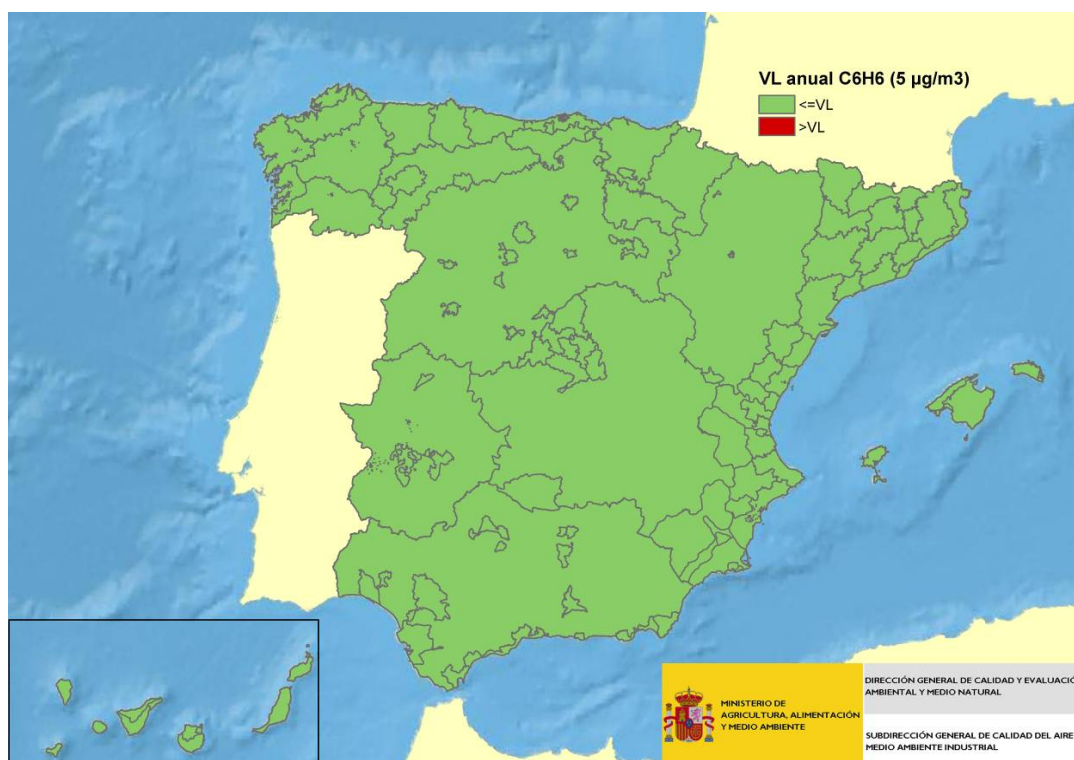 VL anual C6H6 (5 µg/m3)
<=VL
>VL
MINISTERIO DE
AGRICULTURA, ALIMENTACIÓN
Y MEDIO AMBIENTE
DIRECCIÓN GENERAL DE CALIDAD Y EVALUACIÓ
AMBIENTAL Y MEDIO NATURAL
SUBDIRECCIÓN GENERAL DE CALIDAD DEL AIRE
MEDIO AMBIENTE INDUSTRIAL